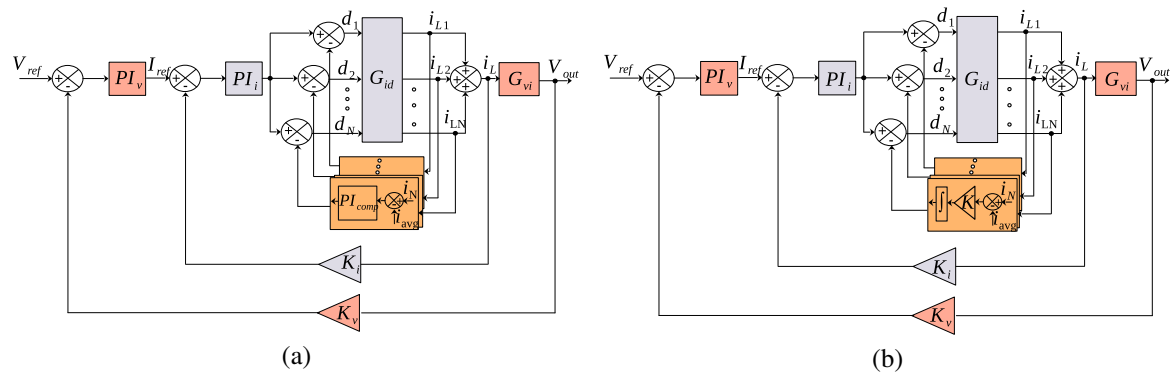 V_ref + - PI_v I_ref + - PI_i + - d_1 + - d_2 + - d_N G_id i_L1 i_L2 i_LN + + + i_L G_vi V_out
PI_comp - + i_N i_avg
K_i
K_v
(a)
V_ref + - PI_v I_ref + - PI_i + - d_1 + - d_2 + - d_N G_id i_L1 i_L2 i_LN + + + i_L G_vi V_out
∫ K - + i_N i_avg
K_i
K_v
(b)